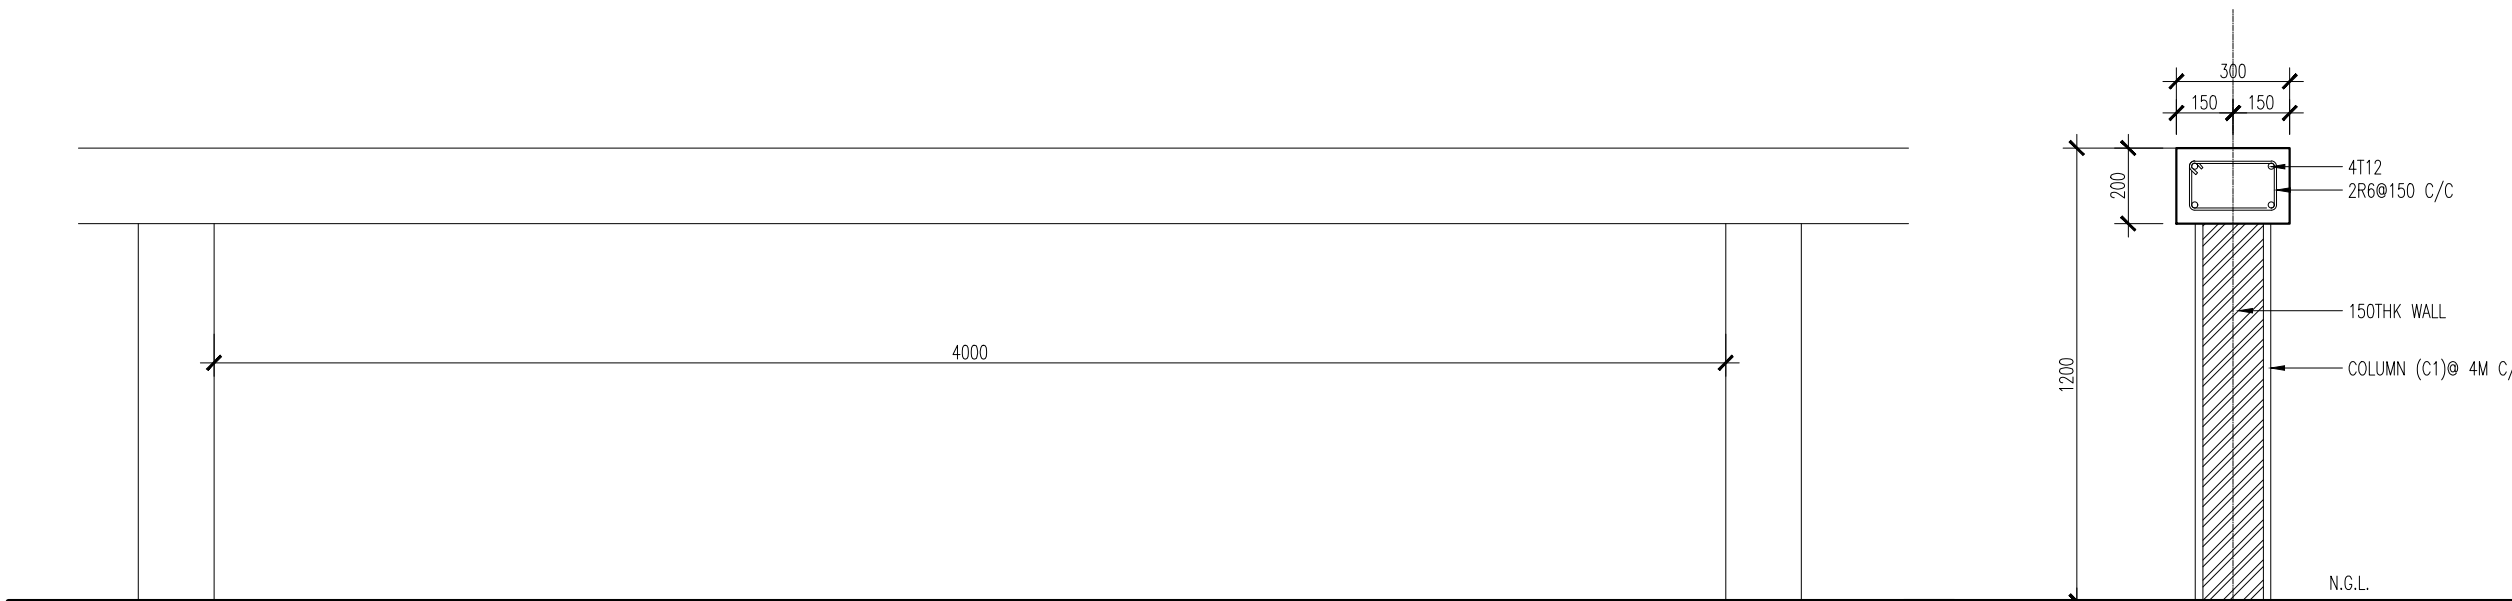 300
150 150
4T12
2R6@150 C/C
200
150THK WALL
4000
1200
COLUMN (C1)@ 4M C/
N.G.L.